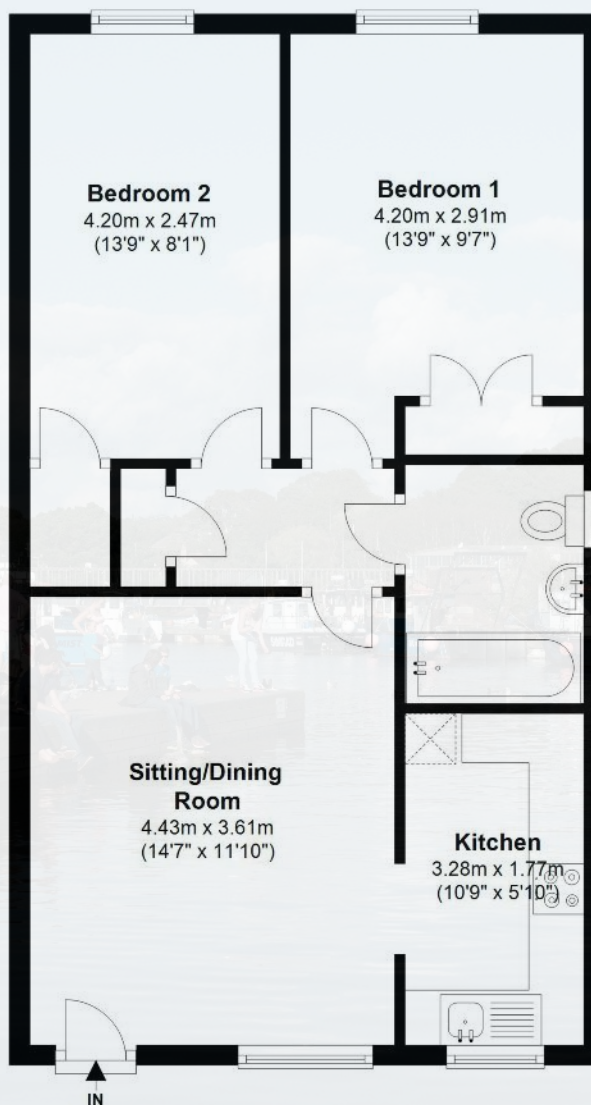 Bedroom 2
4.20m x 2.47m
(13'9" x 8'1")
Bedroom 1
4.20m x 2.91m
(13'9" x 9'7")
Sitting/Dining
Room
4.43m x 3.61m
(14'7" x 11'10")
Kitchen
3.28m x 1.77m
(10'9" x 5'10")
IN